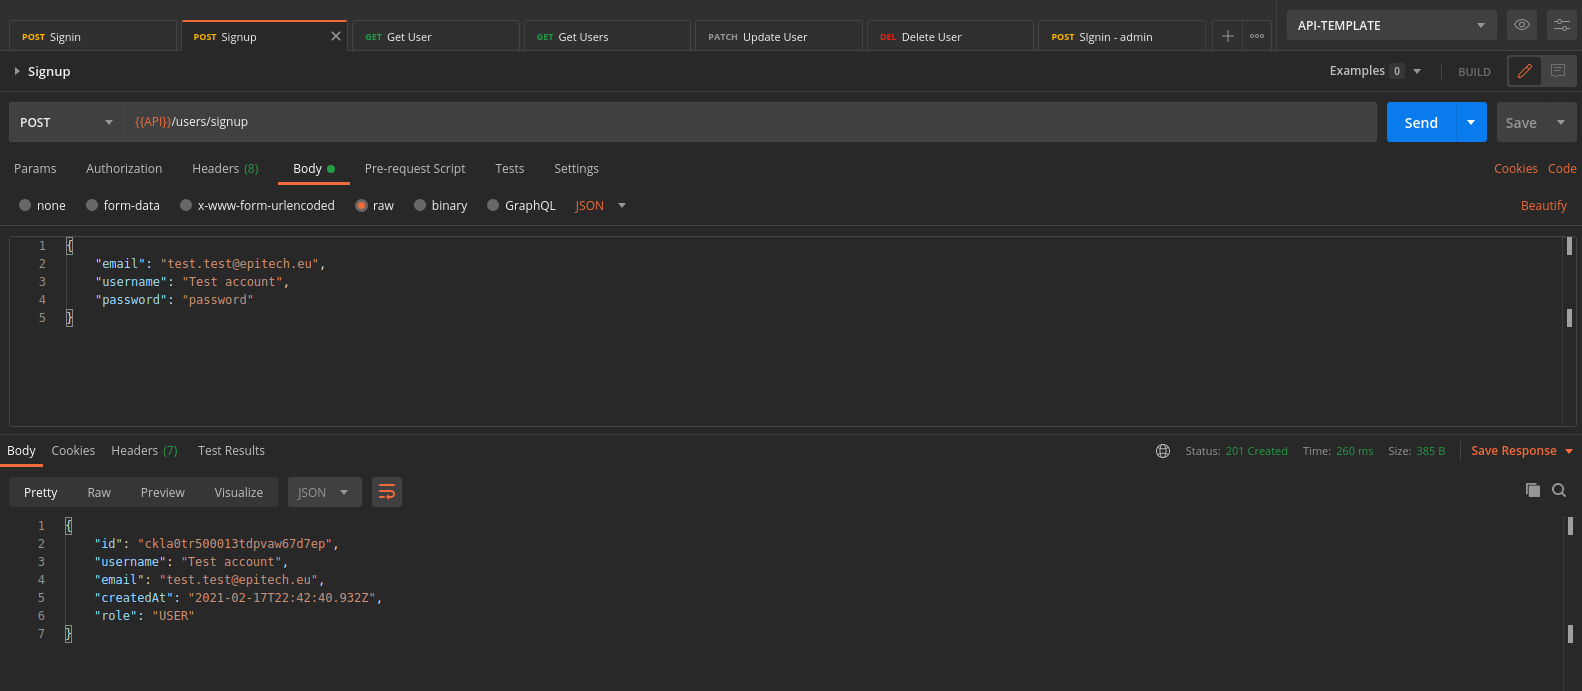 POST Signin POST Signup GET Get User GET Get Users PATCH Update User DEL Delete User POST SIgnin - admin API-TEMPLATE
Signup Examples 0 BUILD
POST {{API}}/users/signup Send Save
Params Authorization Headers (8) Body Pre-request Script Tests Settings Cookies Code
none form-data x-www-form-urlencoded raw binary GraphQL JSON Beautify
1 {
2 "email": "test.test@epitech.eu",
3 "username": "Test account",
4 "password": "password"
5 }
Body Cookies Headers (7) Test Results Status: 201 Created Time: 260 ms Size: 385 B Save Response
Pretty Raw Preview Visualize JSON
1 {
2 "id": "ckla0tr500013tdpvaw67d7ep",
3 "username": "Test account",
4 "email": "test.test@epitech.eu",
5 "createdAt": "2021-02-17T22:42:40.932Z",
6 "role": "USER"
7 }